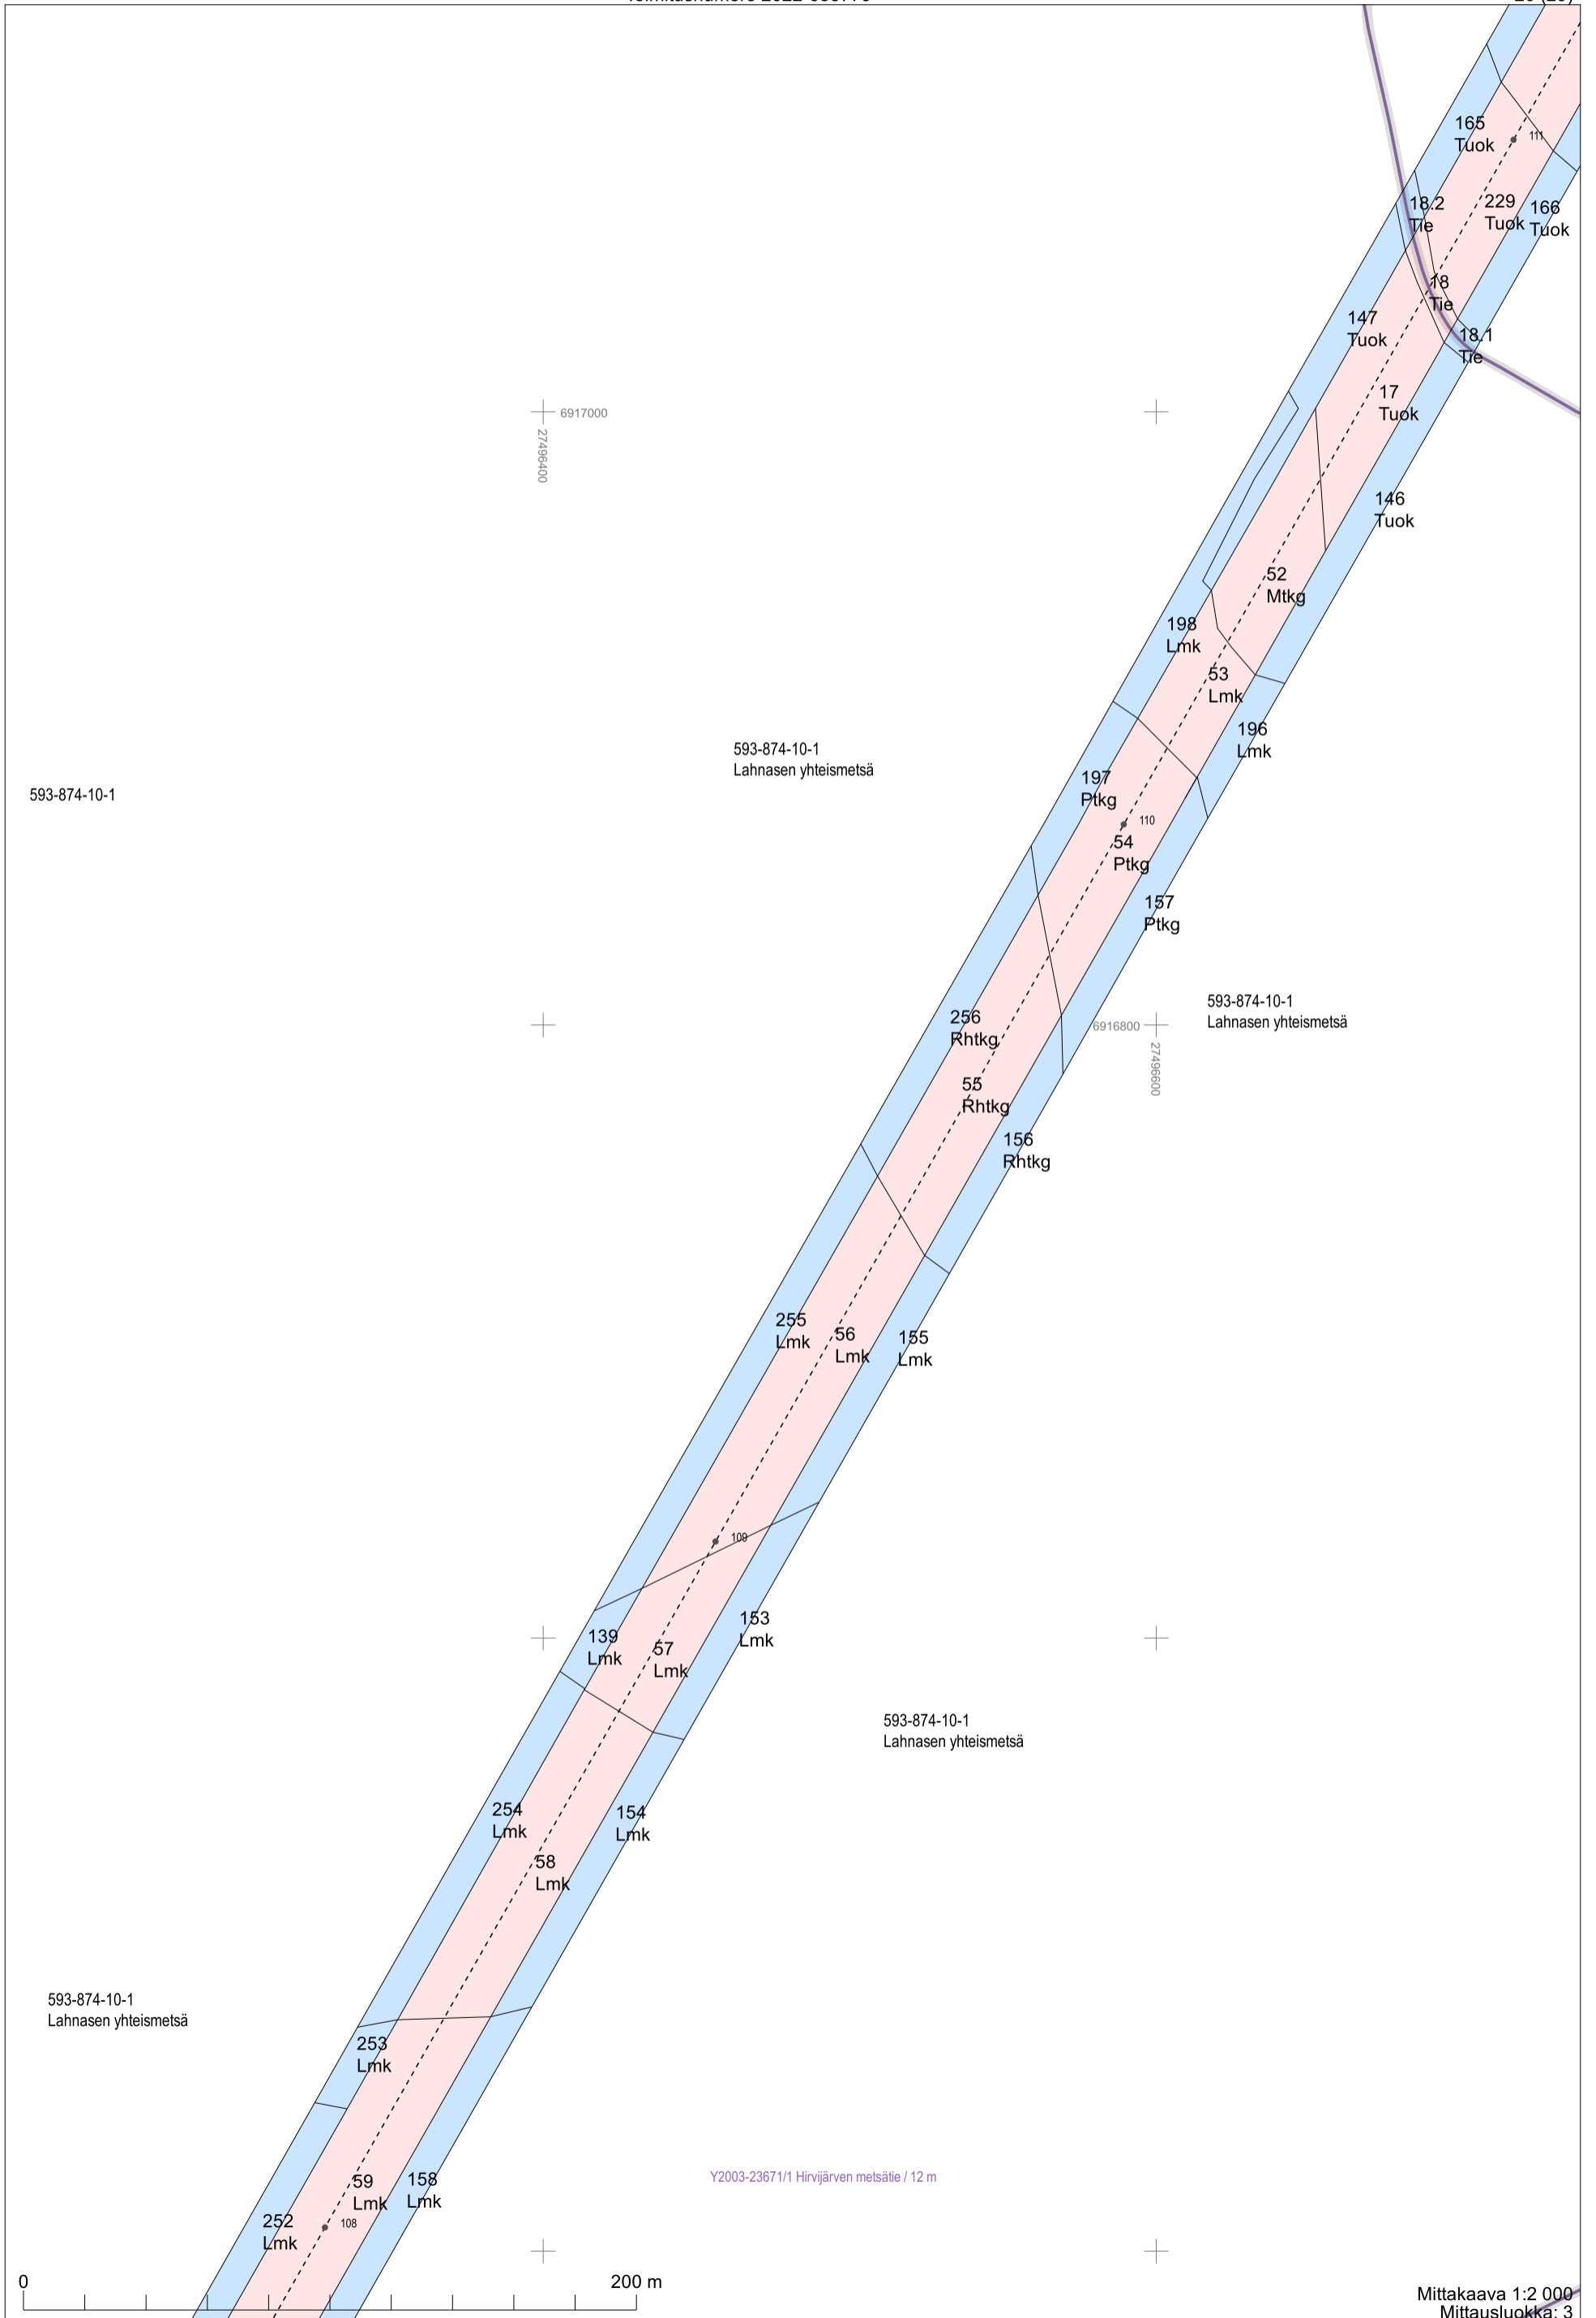 165
Tuok
111
18.2
Tie
229
Tuok
166
Tuok
18
Tie
147
Tuok
18.1
Tie
17
Tuok
6917000
27496400
146
Tuok
52
Mtkg
198
Lmk
53
Lmk
196
Lmk
593-874-10-1
Lahnasen yhteismetsä
593-874-10-1
197
Ptkg
110
54
Ptkg
157
Ptkg
593-874-10-1
Lahnasen yhteismetsä
256
Rhtkg
6916800
27496600
55
Rhtkg
156
Rhtkg
255
Lmk
56
Lmk
155
Lmk
109
139
Lmk
57
Lmk
153
Lmk
593-874-10-1
Lahnasen yhteismetsä
254
Lmk
154
Lmk
58
Lmk
593-874-10-1
Lahnasen yhteismetsä
253
Lmk
Y2003-23671/1 Hirvijärven metsätie / 12 m
59
Lmk
158
Lmk
252
Lmk
108
0
200 m
Mittakaava 1:2 000
Mittausluokka: 3